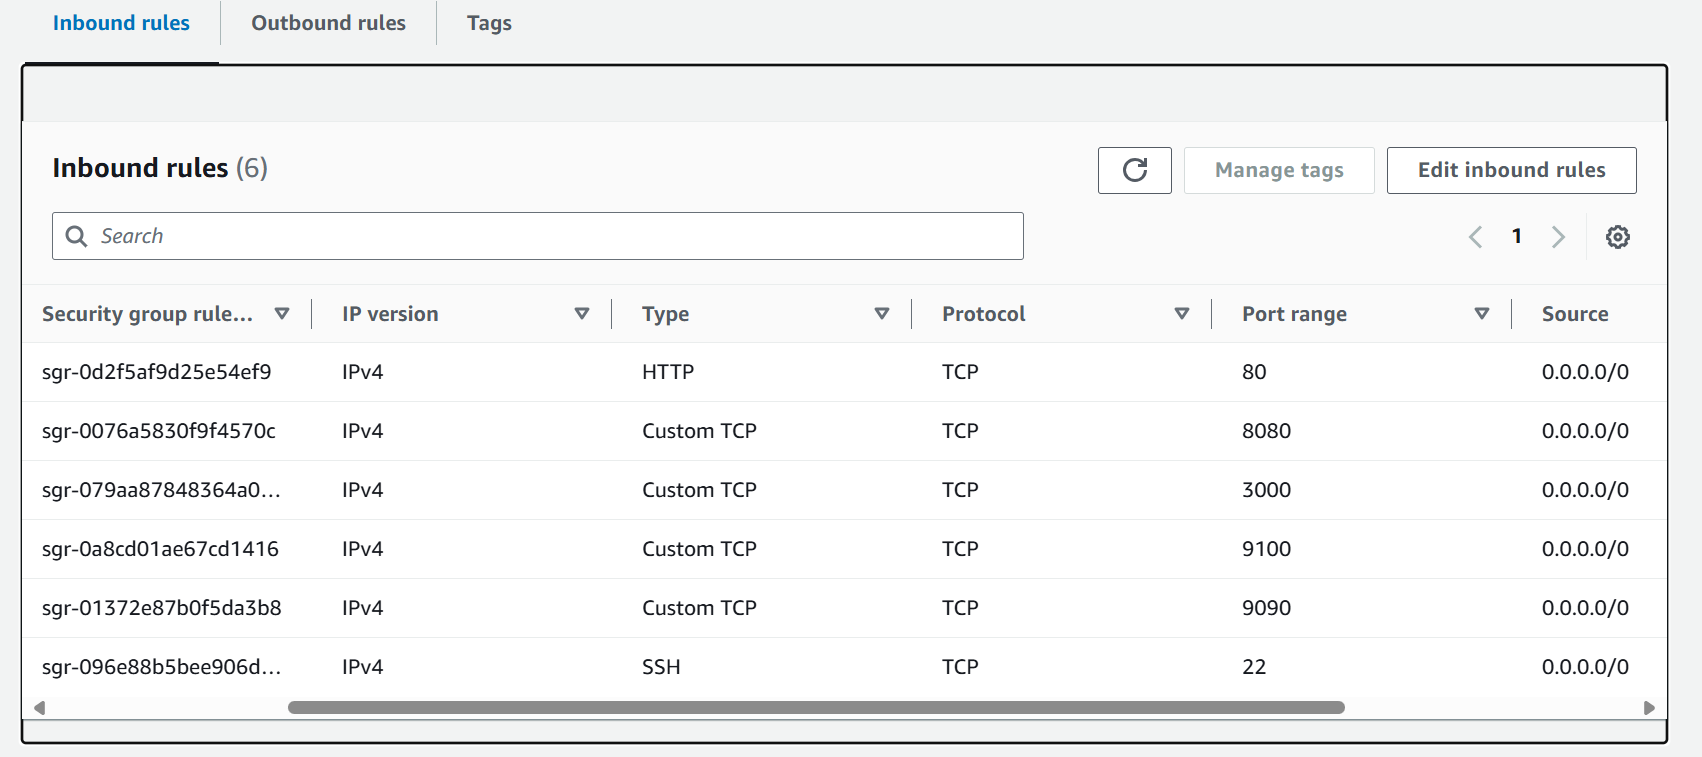 Inbound rules Outbound rules Tags
Inbound rules (6) Manage tags Edit inbound rules
Search 1
Security group rule... IP version Type Protocol Port range Source
sgr-0d2f5af9d25e54ef9 IPv4 HTTP TCP 80 0.0.0.0/0
sgr-0076a5830f9f4570c IPv4 Custom TCP TCP 8080 0.0.0.0/0
sgr-079aa87848364a0... IPv4 Custom TCP TCP 3000 0.0.0.0/0
sgr-0a8cd01ae67cd1416 IPv4 Custom TCP TCP 9100 0.0.0.0/0
sgr-01372e87b0f5da3b8 IPv4 Custom TCP TCP 9090 0.0.0.0/0
sgr-096e88b5bee906d... IPv4 SSH TCP 22 0.0.0.0/0